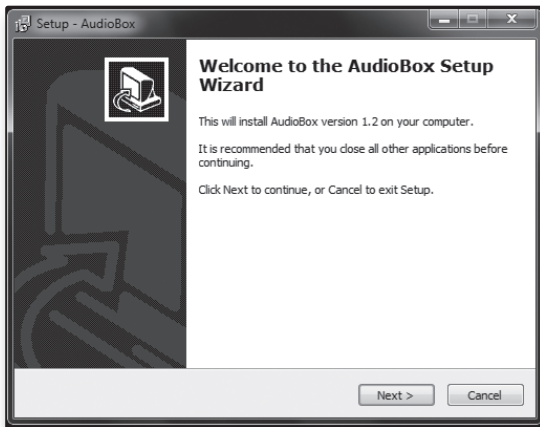 Setup - AudioBox
Welcome to the AudioBox Setup
Wizard
This will install AudioBox version 1.2 on your computer.
It is recommended that you close all other applications before
continuing.
Click Next to continue, or Cancel to exit Setup.
Next >
Cancel